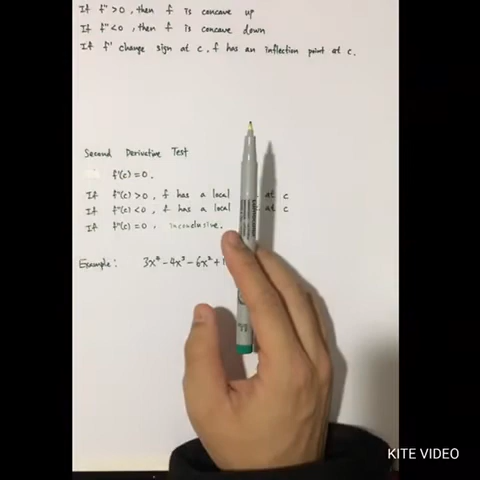 If f" > 0, then f is concave up
If f" < 0, then f is concave down
If f' change sign at c, f has an inflection point at c.
Second Derivative Test
f'(c) = 0.
If f"(c) > 0, f has a local at c
If f"(c) < 0, f has a local at c
If f"(c) = 0, inconclusive.
Example: 3x⁴ - 4x³ - 6x² +
KITE VIDEO